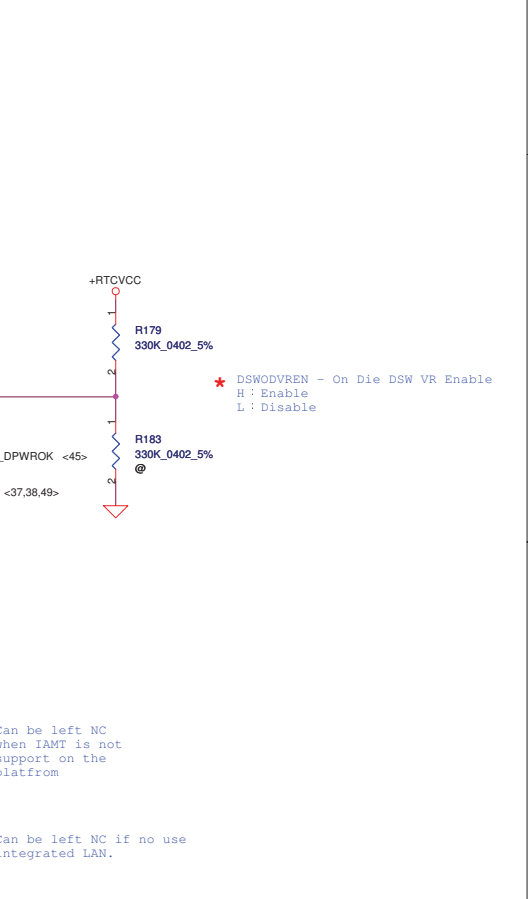 +RTCVCC
1
R179
330K_0402_5%
2
* DSWODVREN - On Die DSW VR Enable
H：Enable
L：Disable
1
R183
_DPWROK <45>
330K_0402_5%
@
2
<37,38,49>
Can be left NC
when IAMT is not
support on the
platfrom
Can be left NC if no use
integrated LAN.